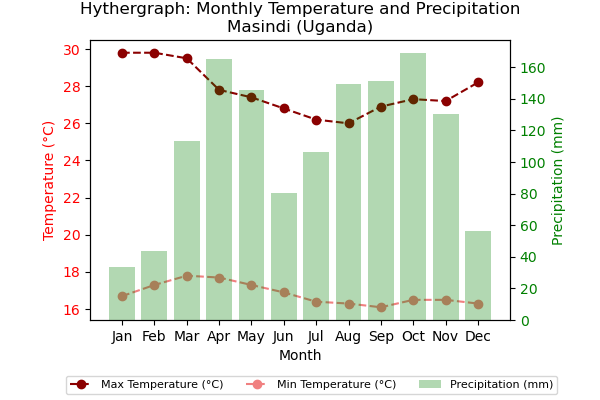 Hythergraph: Monthly Temperature and Precipitation
Masindi (Uganda)
30
28
26
24
22
20
18
16
Temperature (°C)
160
140
120
100
80
60
40
20
0
Precipitation (mm)
Jan Feb Mar Apr May Jun Jul Aug Sep Oct Nov Dec
Month
Max Temperature (°C) Min Temperature (°C) Precipitation (mm)